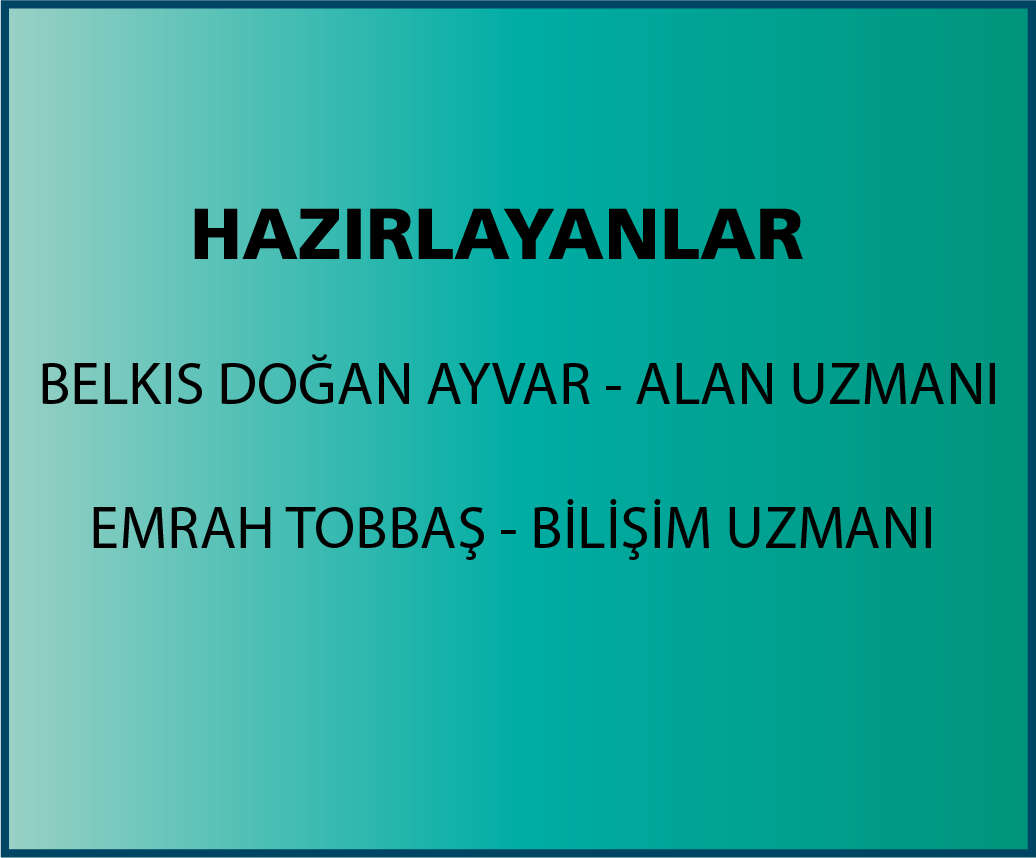 HAZIRLAYANLAR
BELKIS DOĞAN AYVAR - ALAN UZMANI
EMRAH TOBBAŞ - BİLİŞİM UZMANI